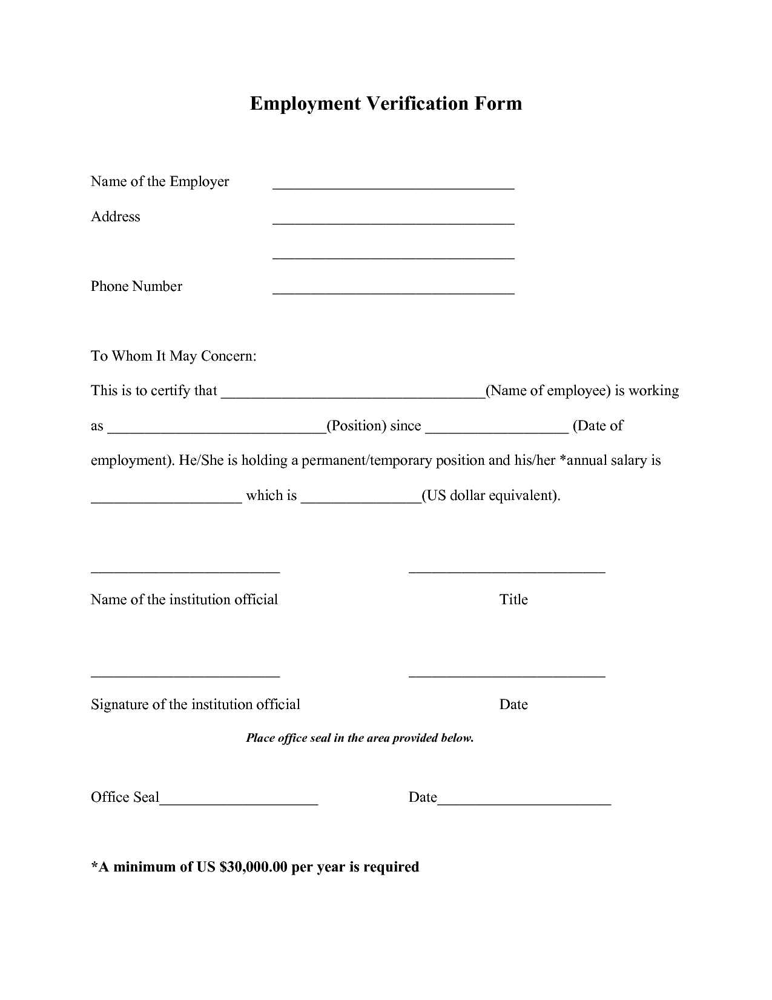 Employment Verification Form
Name of the Employer ________________________________
Address ________________________________
________________________________
Phone Number ________________________________
To Whom It May Concern:
This is to certify that ___________________________________(Name of employee) is working
as _____________________________(Position) since ___________________ (Date of
employment). He/She is holding a permanent/temporary position and his/her *annual salary is
____________________ which is ________________(US dollar equivalent).
_________________________ __________________________
Name of the institution official Title
_________________________ __________________________
Signature of the institution official Date
Place office seal in the area provided below.
Office Seal_____________________ Date_______________________
*A minimum of US $30,000.00 per year is required